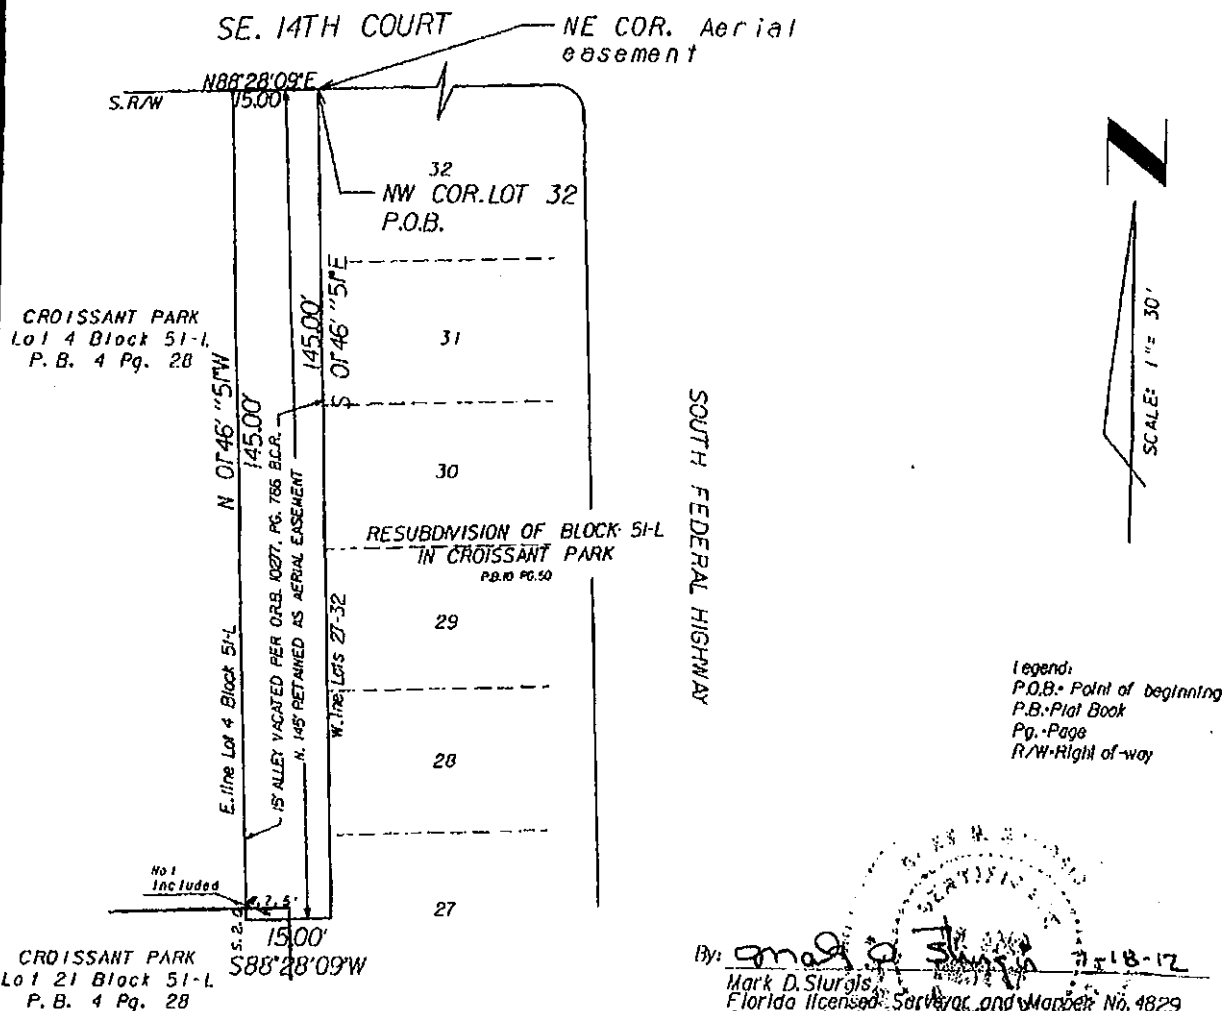 SE. 14TH COURT
NE COR. Aerial
easement
N88°28'09"E
S.R/W
15.00'
32
NW COR.LOT 32
P.O.B.
CROISSANT PARK
Lot 4 Block 51-L
P.B. 4 Pg. 28
N 01°46'"51"W
145.00'
145.00'
S 01°46'"51"E
31
30
SCALE: 1"= 30'
15' ALLEY VACATED PER O.R.B. 10277, PG. 766 B.C.R.
N. 145' RETAINED AS AERIAL EASEMENT
RESUBDIVISION OF BLOCK 51-L
IN CROISSANT PARK
P.B.10 PG.50
SOUTH FEDERAL HIGHWAY
29
E.line Lot 4 Block 51-L
W.line Lots 27-32
28
Legend:
P.O.B.- Point of beginning
P.B.-Plat Book
Pg.-Page
R/W-Right of-way
Not
Included
27
15.00'
S88°28'09"W
CROISSANT PARK
Lot 21 Block 51-L
P.B. 4 Pg. 28
By:
Mark D. Sturgis
Florida licensed Surveyor and Mapper No. 4829